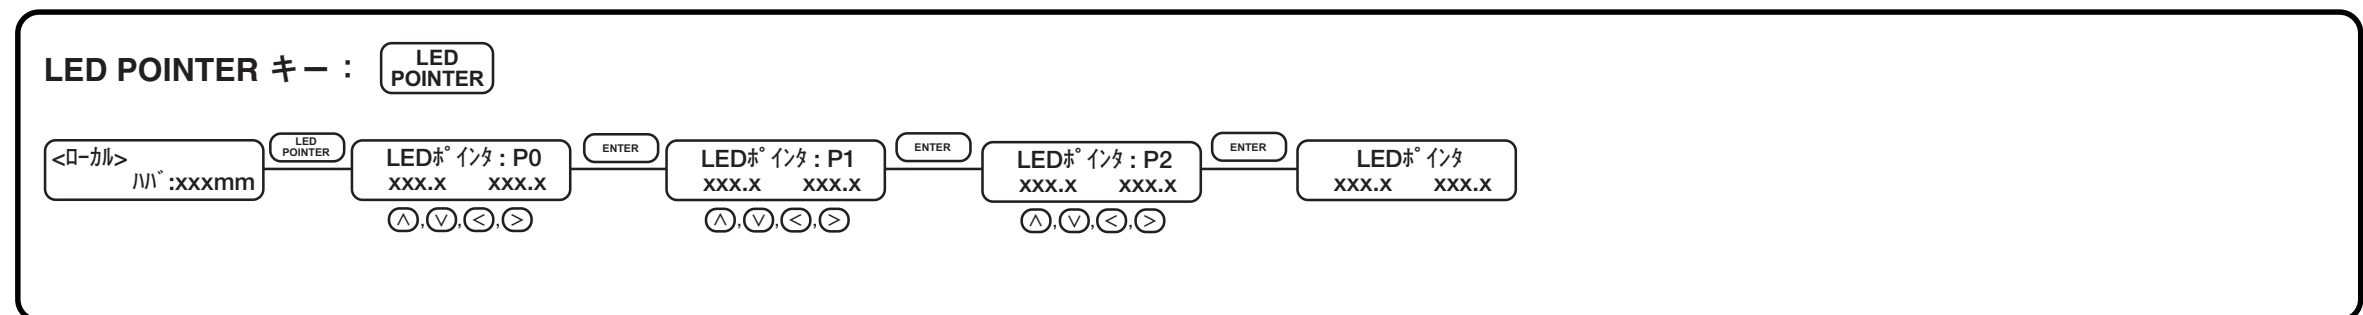 LED POINTER キー：
LED
POINTER
<ﾛｰｶﾙ>
ﾊﾊﾞ:xxxmm
LED
POINTER
LEDﾎﾟｲﾝﾀ : P0
xxx.x xxx.x
∧,∨,<,>
ENTER
LEDﾎﾟｲﾝﾀ : P1
xxx.x xxx.x
∧,∨,<,>
ENTER
LEDﾎﾟｲﾝﾀ : P2
xxx.x xxx.x
∧,∨,<,>
ENTER
LEDﾎﾟｲﾝﾀ
xxx.x xxx.x